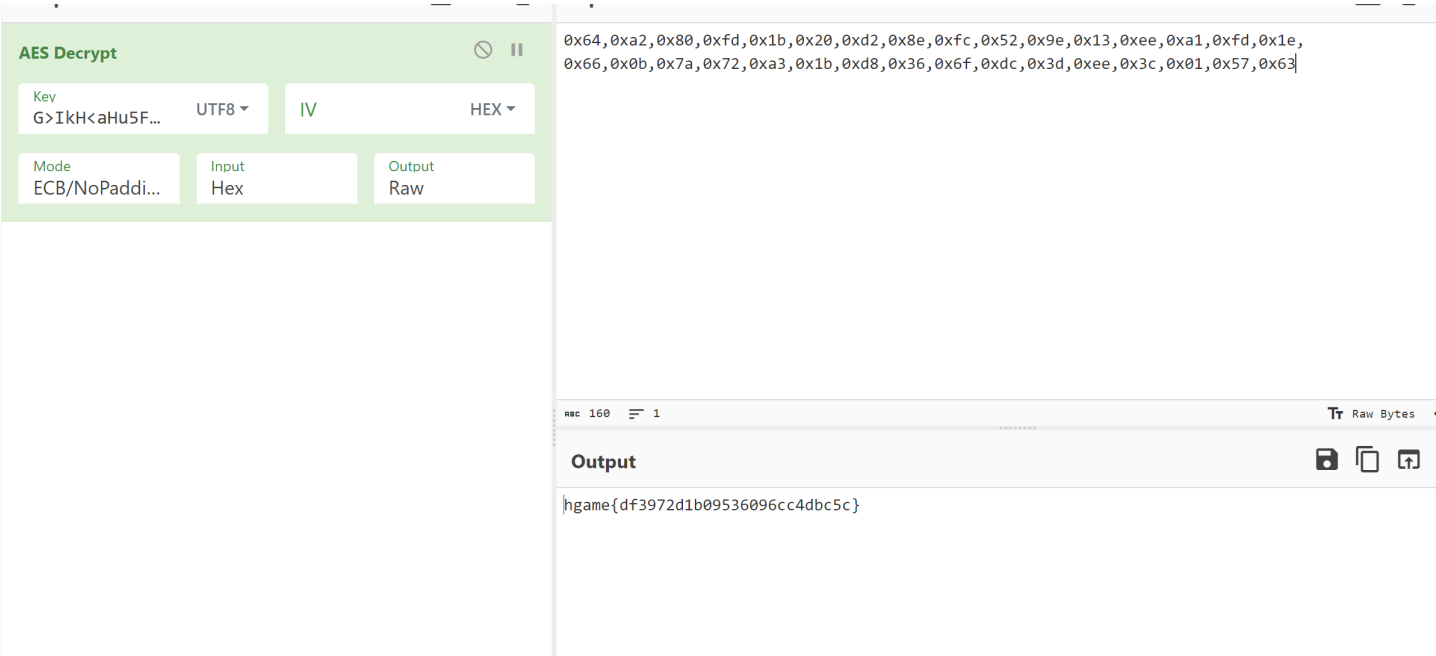 AES Decrypt
Key
G>IkH<aHu5F…
UTF8
IV
HEX
Mode
ECB/NoPaddi…
Input
Hex
Output
Raw
0x64,0xa2,0x80,0xfd,0x1b,0x20,0xd2,0x8e,0xfc,0x52,0x9e,0x13,0xee,0xa1,0xfd,0x1e,
0x66,0x0b,0x7a,0x72,0xa3,0x1b,0xd8,0x36,0x6f,0xdc,0x3d,0xee,0x3c,0x01,0x57,0x63
ABC 160 1
Tт Raw Bytes
Output
hgame{df3972d1b09536096cc4dbc5c}